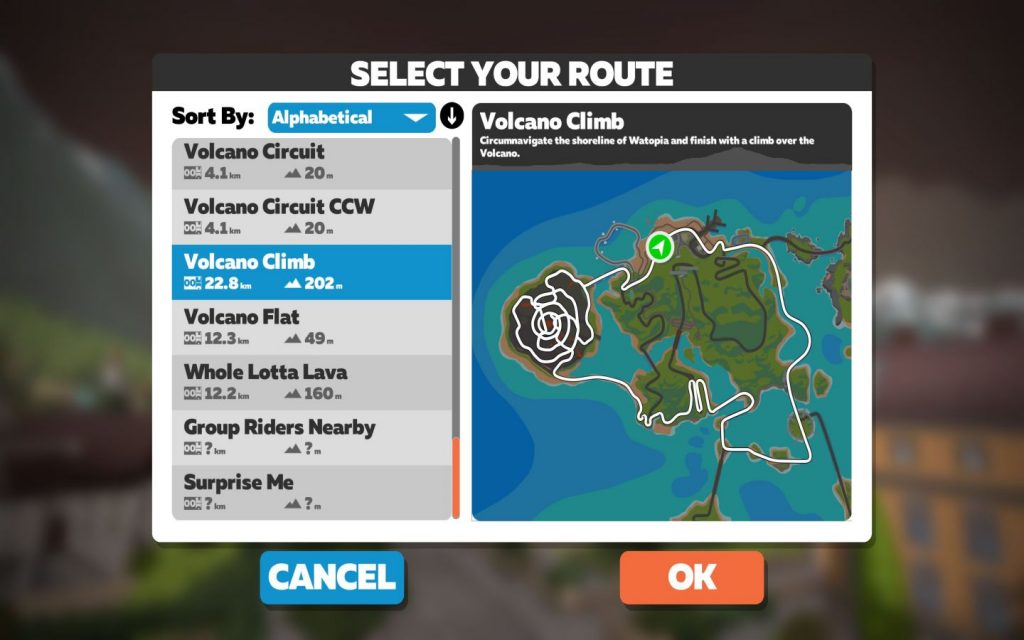 SELECT YOUR ROUTE
Sort By: Alphabetical
Volcano Circuit
4.1 km 20 m
Volcano Circuit CCW
4.1 km 20 m
Volcano Climb
22.8 km 202 m
Volcano Flat
12.3 km 49 m
Whole Lotta Lava
12.2 km 160 m
Group Riders Nearby
? km ? m
Surprise Me
? km ? m
Volcano Climb
Circumnavigate the shoreline of Watopia and finish with a climb over the
Volcano.
CANCEL
OK